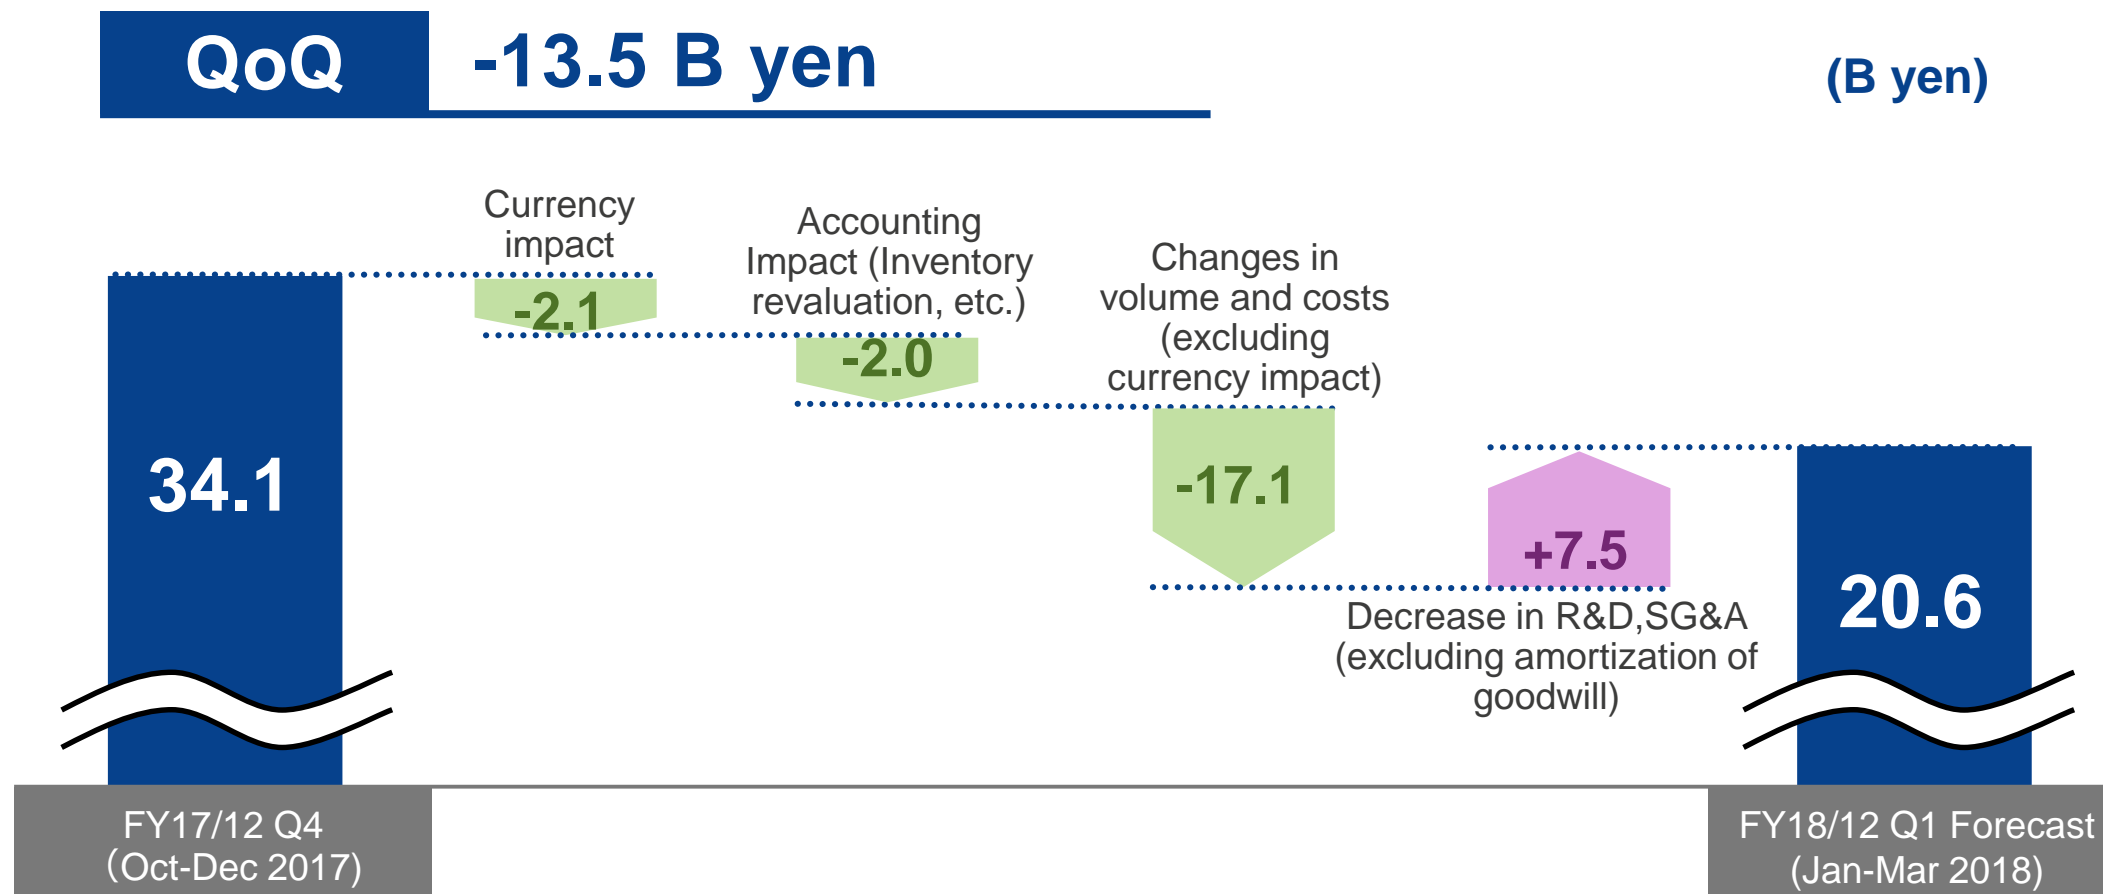 QoQ
-13.5 B yen
(B yen)
Currency
impact
Accounting
Impact (Inventory
revaluation, etc.)
Changes in
volume and costs
(excluding
currency impact)
-2.1
-2.0
34.1
-17.1
+7.5
20.6
Decrease in R&D,SG&A
(excluding amortization of
goodwill)
FY17/12 Q4
（Oct-Dec 2017)
FY18/12 Q1 Forecast
(Jan-Mar 2018)